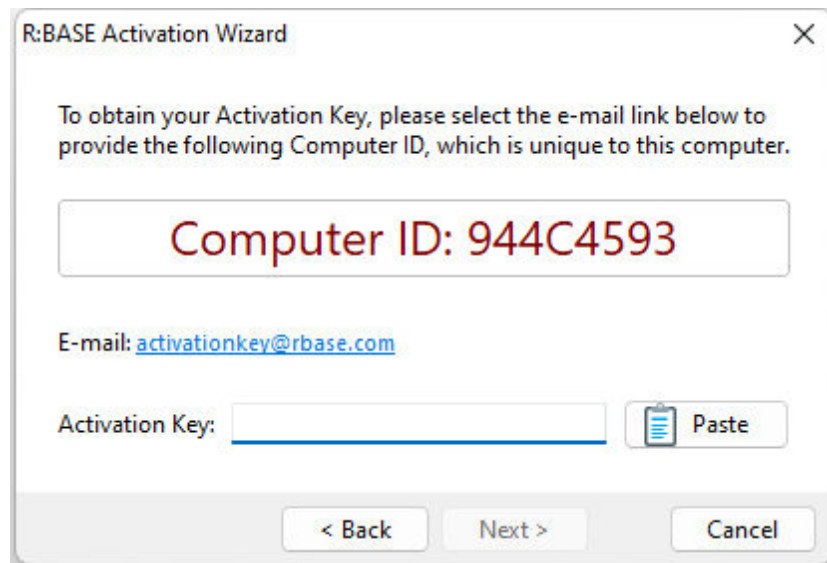 R:BASE Activation Wizard
To obtain your Activation Key, please select the e-mail link below to
provide the following Computer ID, which is unique to this computer.
Computer ID: 944C4593
E-mail: activationkey@rbase.com
Activation Key:
Paste
< Back
Next >
Cancel